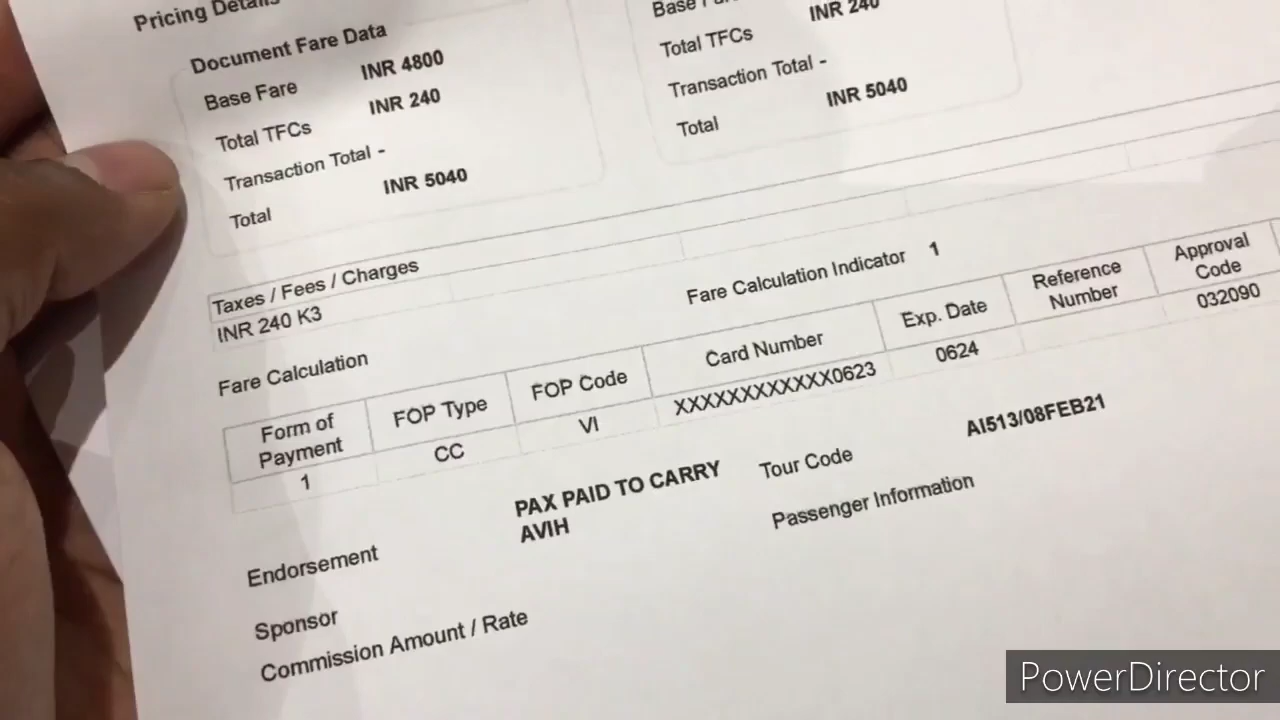 Pricing Details
Document Fare Data
Base Fare INR 4800
Total TFCs INR 240
Transaction Total -
Total INR 5040
Base Fare
Total TFCs INR 240
Transaction Total -
Total INR 5040
Taxes / Fees / Charges
INR 240 K3
Fare Calculation
Fare Calculation Indicator 1
Form of Payment FOP Type FOP Code Card Number Exp. Date Reference Number Approval Code
1 CC VI XXXXXXXXXXXX0623 0624 032090
Endorsement PAX PAID TO CARRY
AVIH
Tour Code
Passenger Information AI513/08FEB21
Sponsor
Commission Amount / Rate
PowerDirector